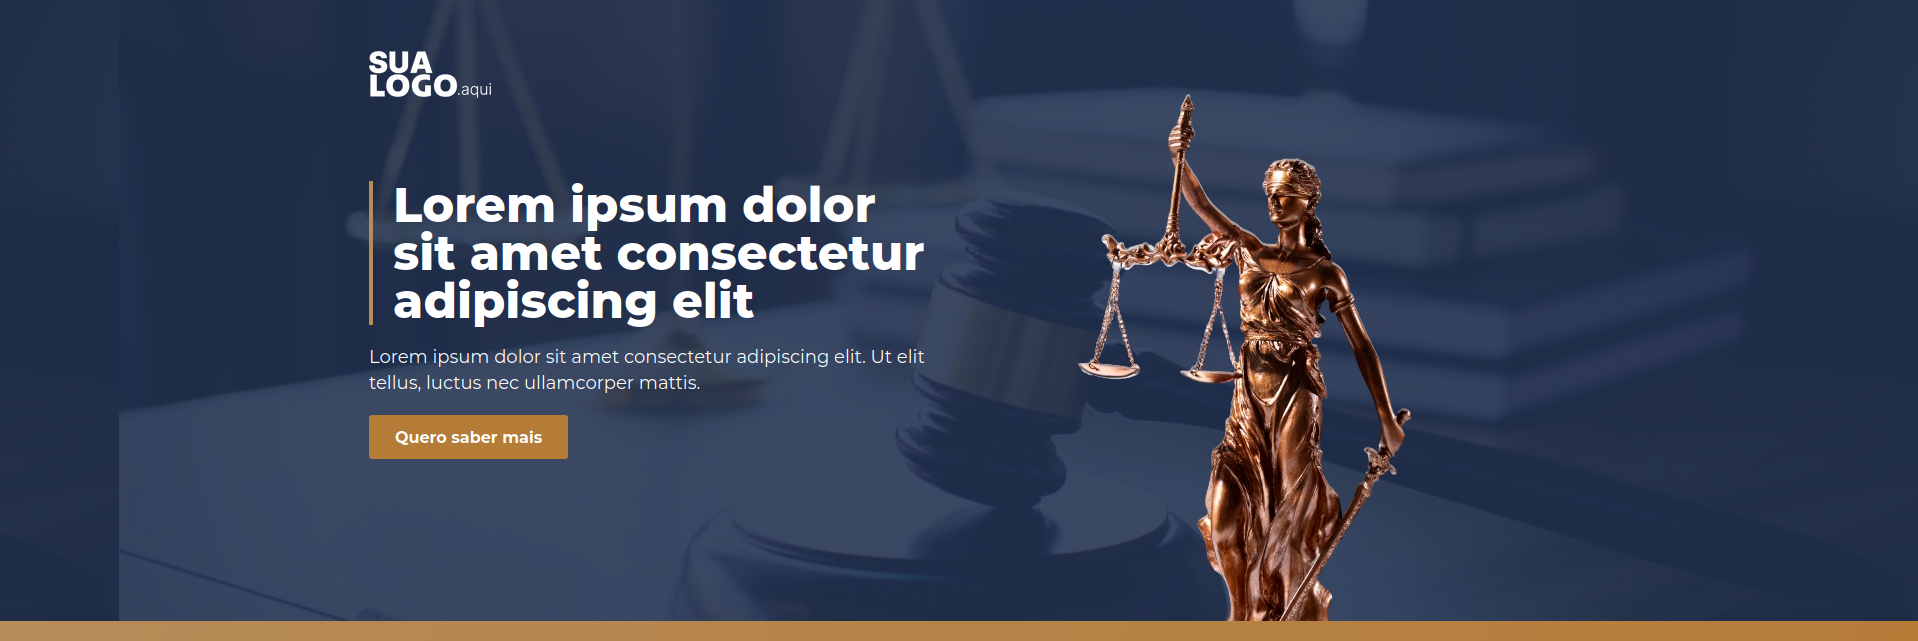 SUA
LOGO.aqui
Lorem ipsum dolor
sit amet consectetur
adipiscing elit
Lorem ipsum dolor sit amet consectetur adipiscing elit. Ut elit
tellus, luctus nec ullamcorper mattis.
Quero saber mais